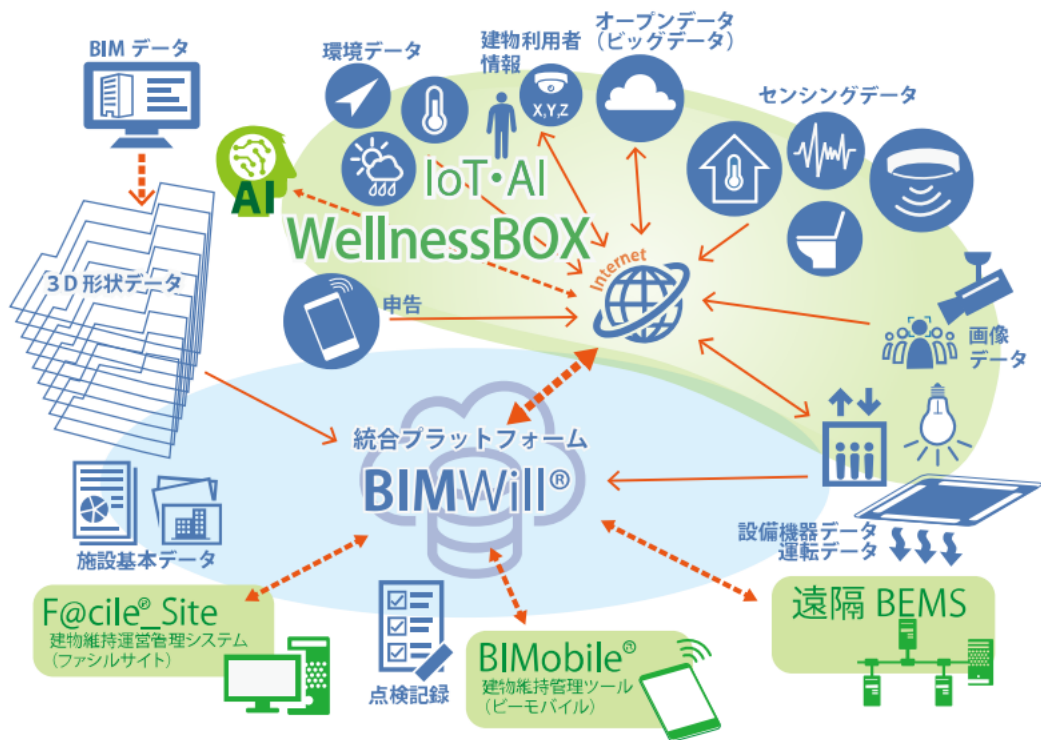 BIM データ
環境データ
建物利用者
情報
オープンデータ
(ビッグデータ)
センシングデータ
X,Y,Z
AI
IoT・AI
WellnessBOX
Internet
3D形状データ
申告
画像
データ
統合プラットフォーム
BIMWill®
施設基本データ
設備機器データ
運転データ
F@cile®_Site
建物維持運営管理システム
(ファシルサイト)
点検記録
BIMobile®
建物維持管理ツール
(ビーモバイル)
遠隔 BEMS